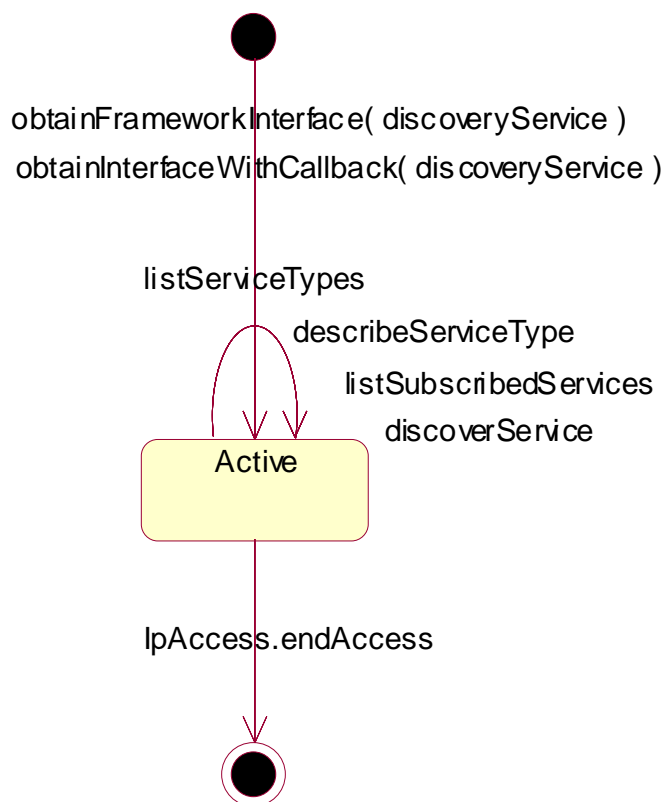 obtainFrameworkInterface( discoveryService )
obtainInterfaceWithCallback( discoveryService )
listServiceTypes
describeServiceType
listSubscribedServices
discoverService
Active
IpAccess.endAccess